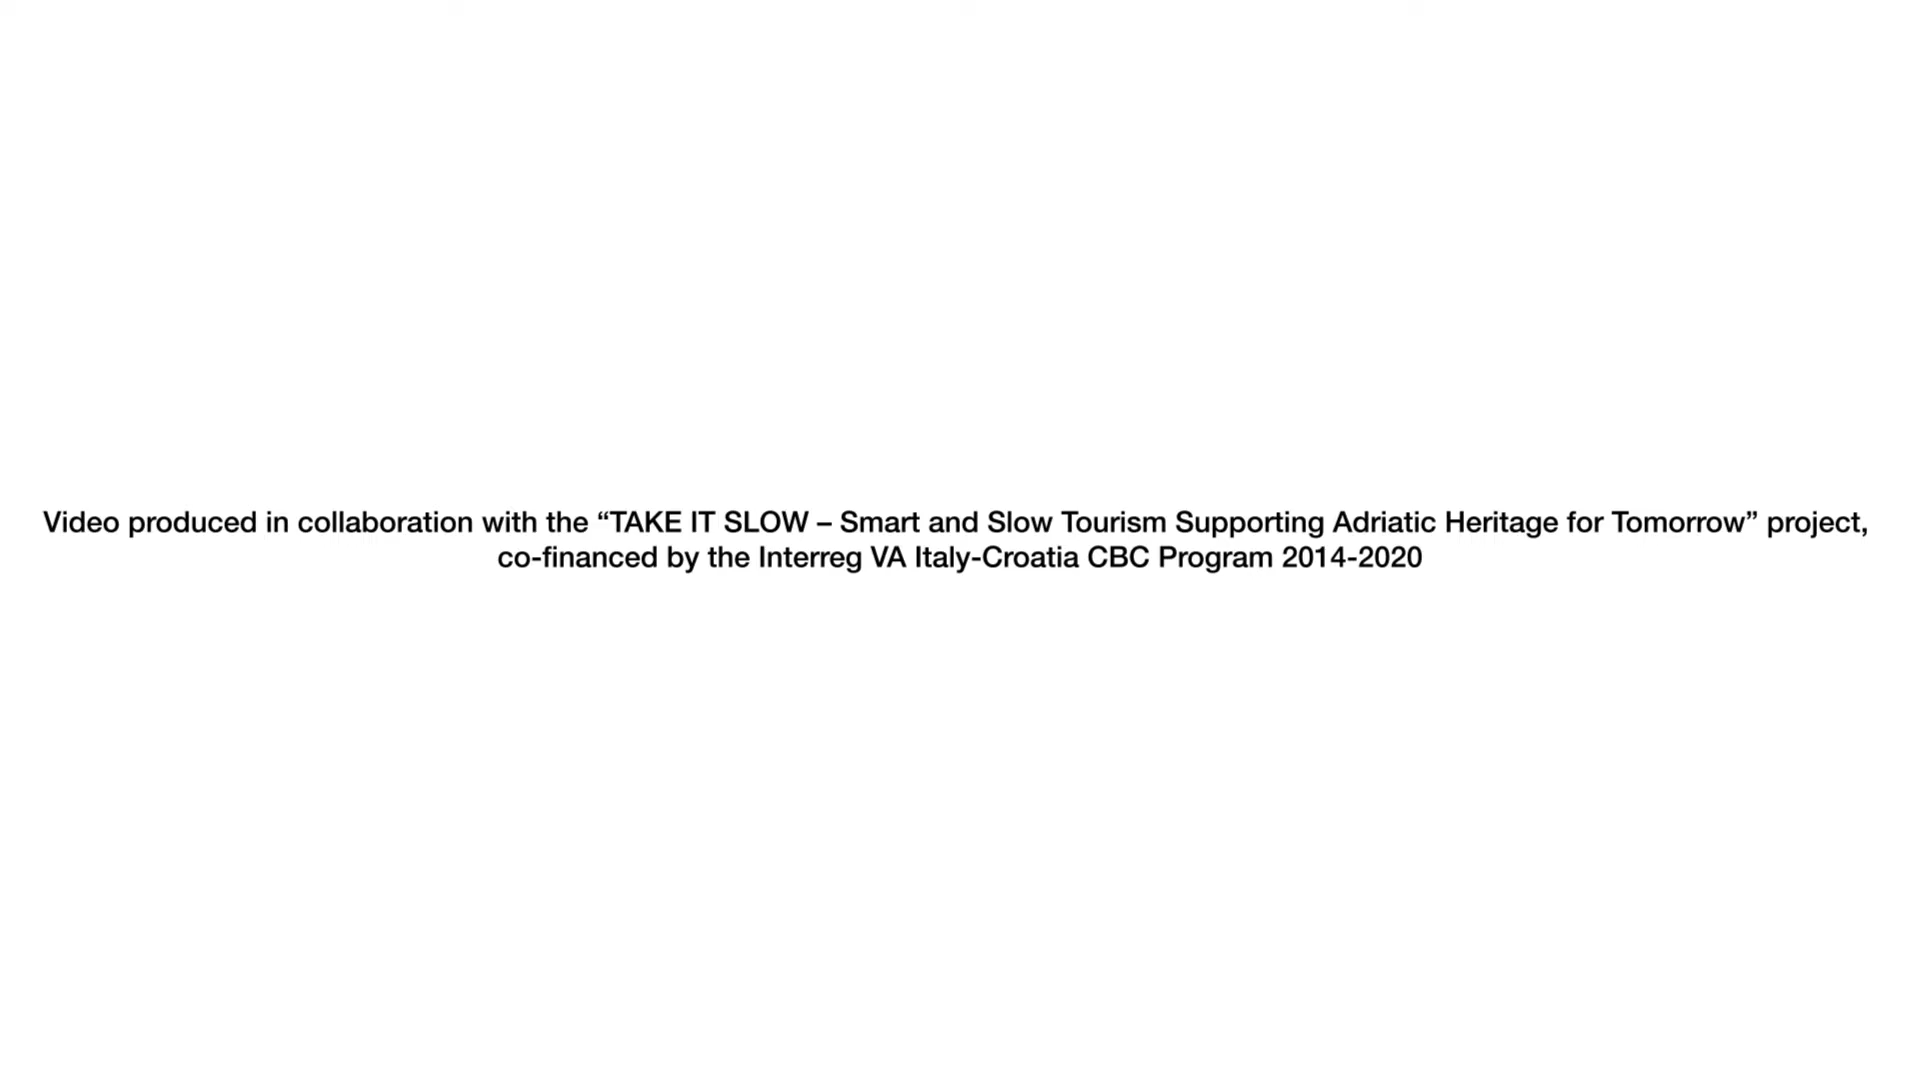 Video produced in collaboration with the “TAKE IT SLOW – Smart and Slow Tourism Supporting Adriatic Heritage for Tomorrow” project,
co-financed by the Interreg VA Italy-Croatia CBC Program 2014-2020